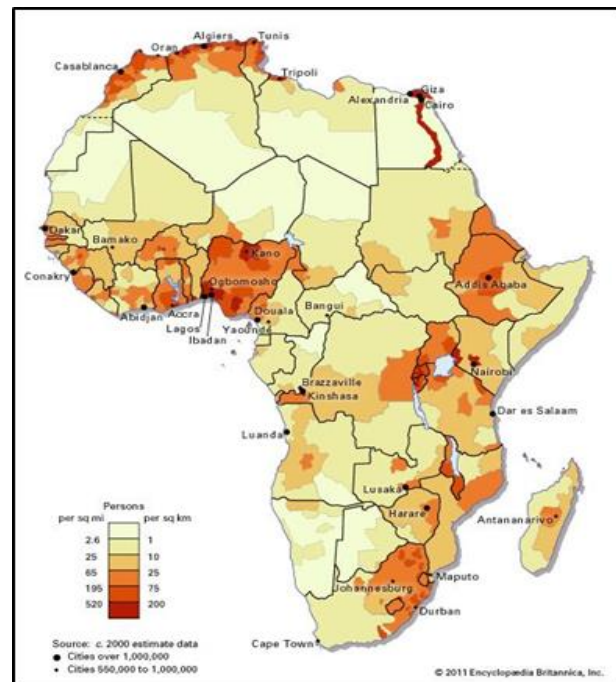 Algiers
Tunis
Oran
Casablanca
Tripoli
Giza
Alexandria
Cairo
Dakar
Bamako
Kano
Conakry
Ogbomosho
Addis Ababa
Abidjan
Accra
Lagos
Ibadan
Douala
Yaoundé
Bangui
Nairobi
Brazzaville
Kinshasa
Dar es Salaam
Luanda
Lusaka
Harare
Antananarivo
Johannesburg
Maputo
Durban
Cape Town
Persons
per sq mi per sq km
2.6 1
25 10
65 25
195 75
520 200
Source: c. 2000 estimate data
Cities over 1,000,000
Cities 550,000 to 1,000,000
© 2011 Encyclopædia Britannica, Inc.